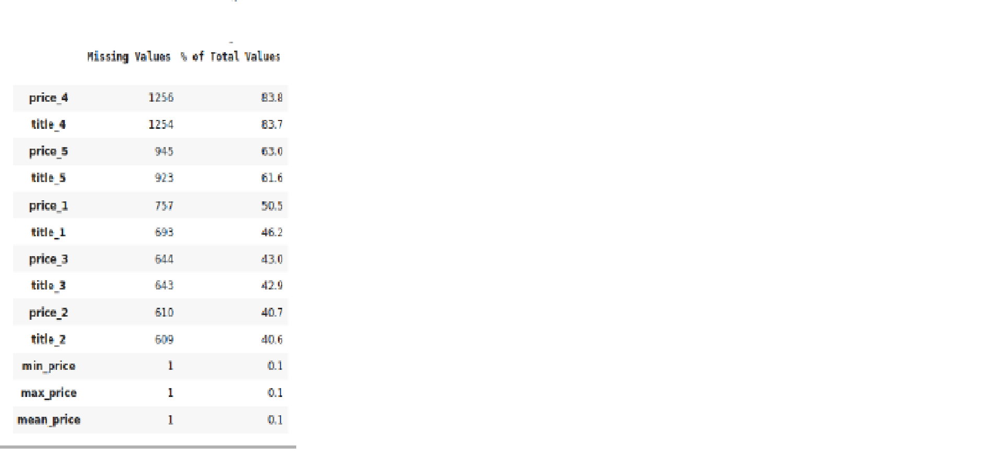 Missing Values % of Total Values
price_4 1256 83.8
title_4 1254 83.7
price_5 945 63.0
title_5 923 61.6
price_1 757 50.5
title_1 693 46.2
price_3 644 43.0
title_3 643 42.9
price_2 610 40.7
title_2 609 40.6
min_price 1 0.1
max_price 1 0.1
mean_price 1 0.1